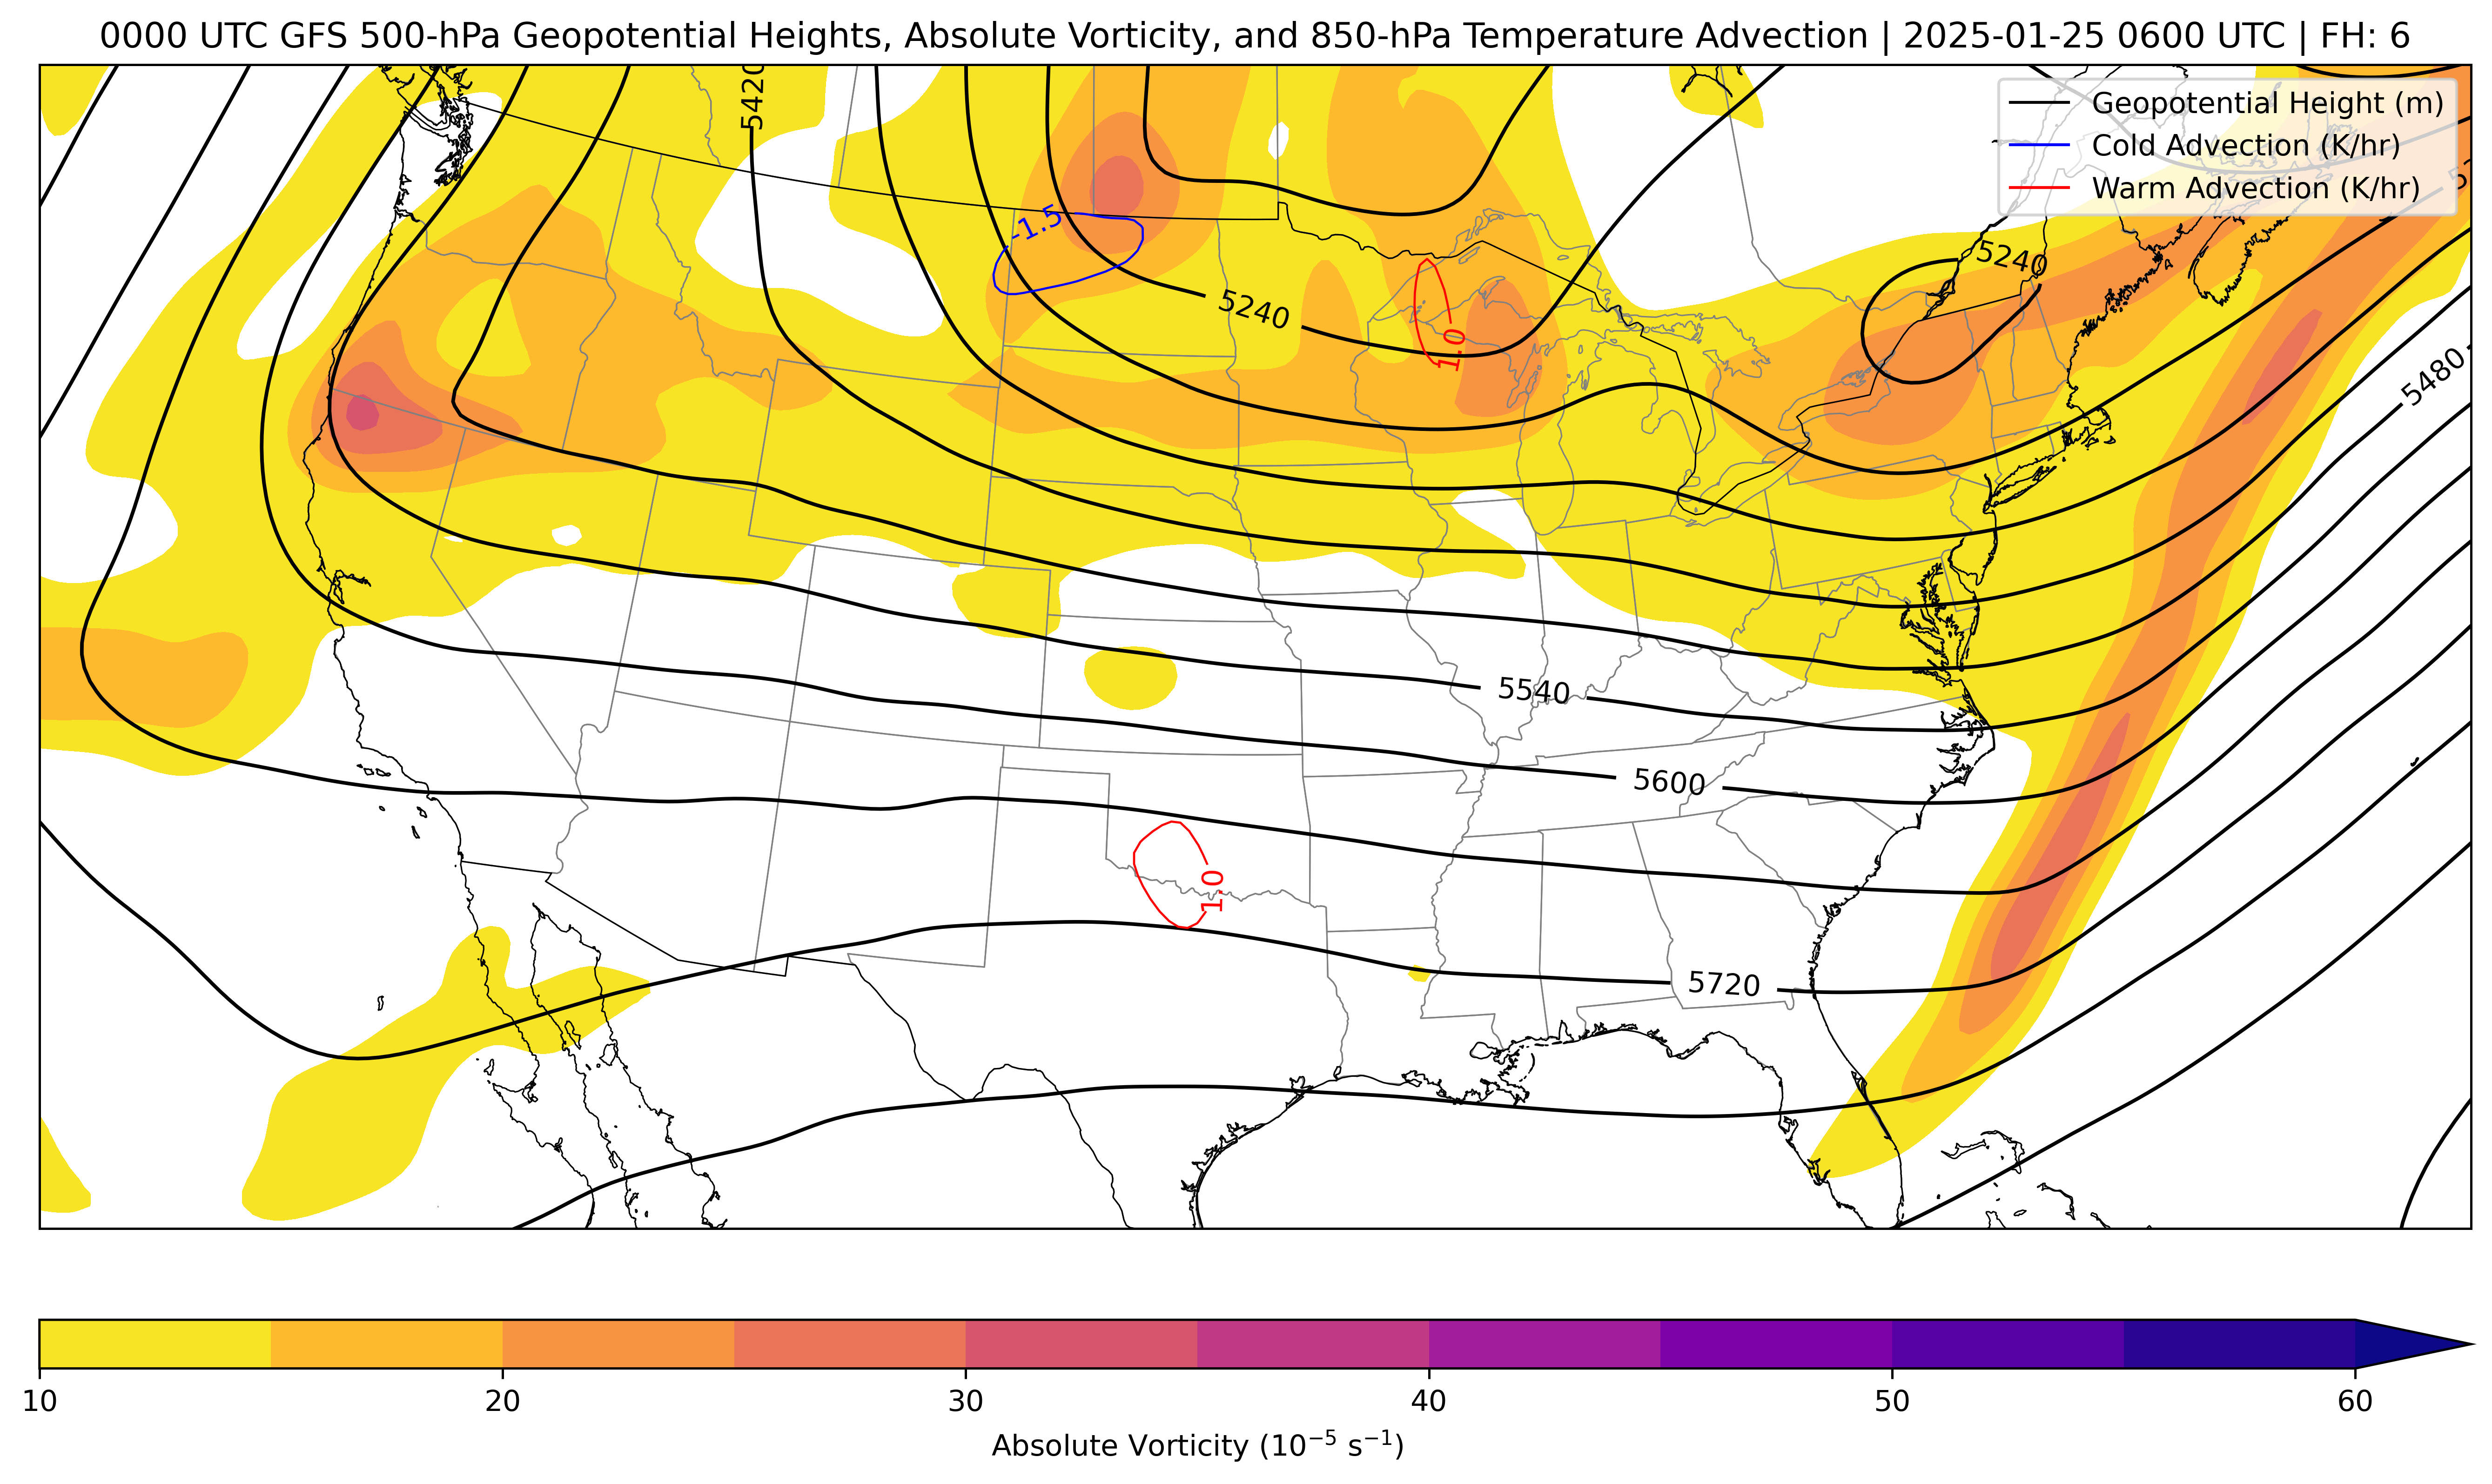 0000 UTC GFS 500-hPa Geopotential Heights, Absolute Vorticity, and 850-hPa Temperature Advection | 2025-01-25 0600 UTC | FH: 6
Geopotential Height (m)
Cold Advection (K/hr)
Warm Advection (K/hr)
5420
-1.5
5240
5240
1.0
5480
5540
5600
1.0
5720
10 20 30 40 50 60
Absolute Vorticity (10⁻⁵ s⁻¹)